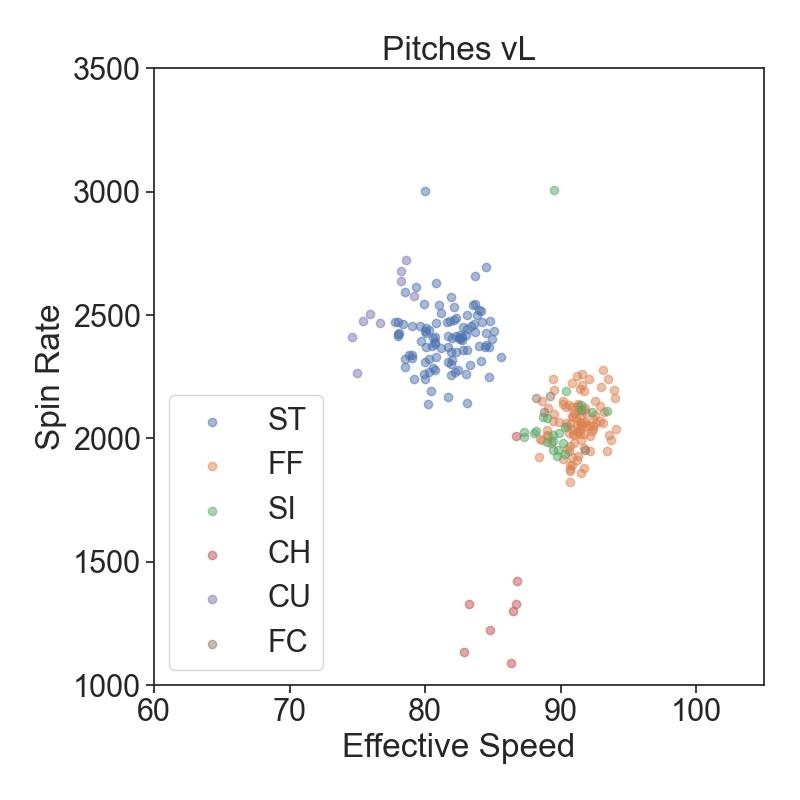 Pitches vL
3500
3000
2500
2000
1500
1000
Spin Rate
ST
FF
SI
CH
CU
FC
60 70 80 90 100
Effective Speed